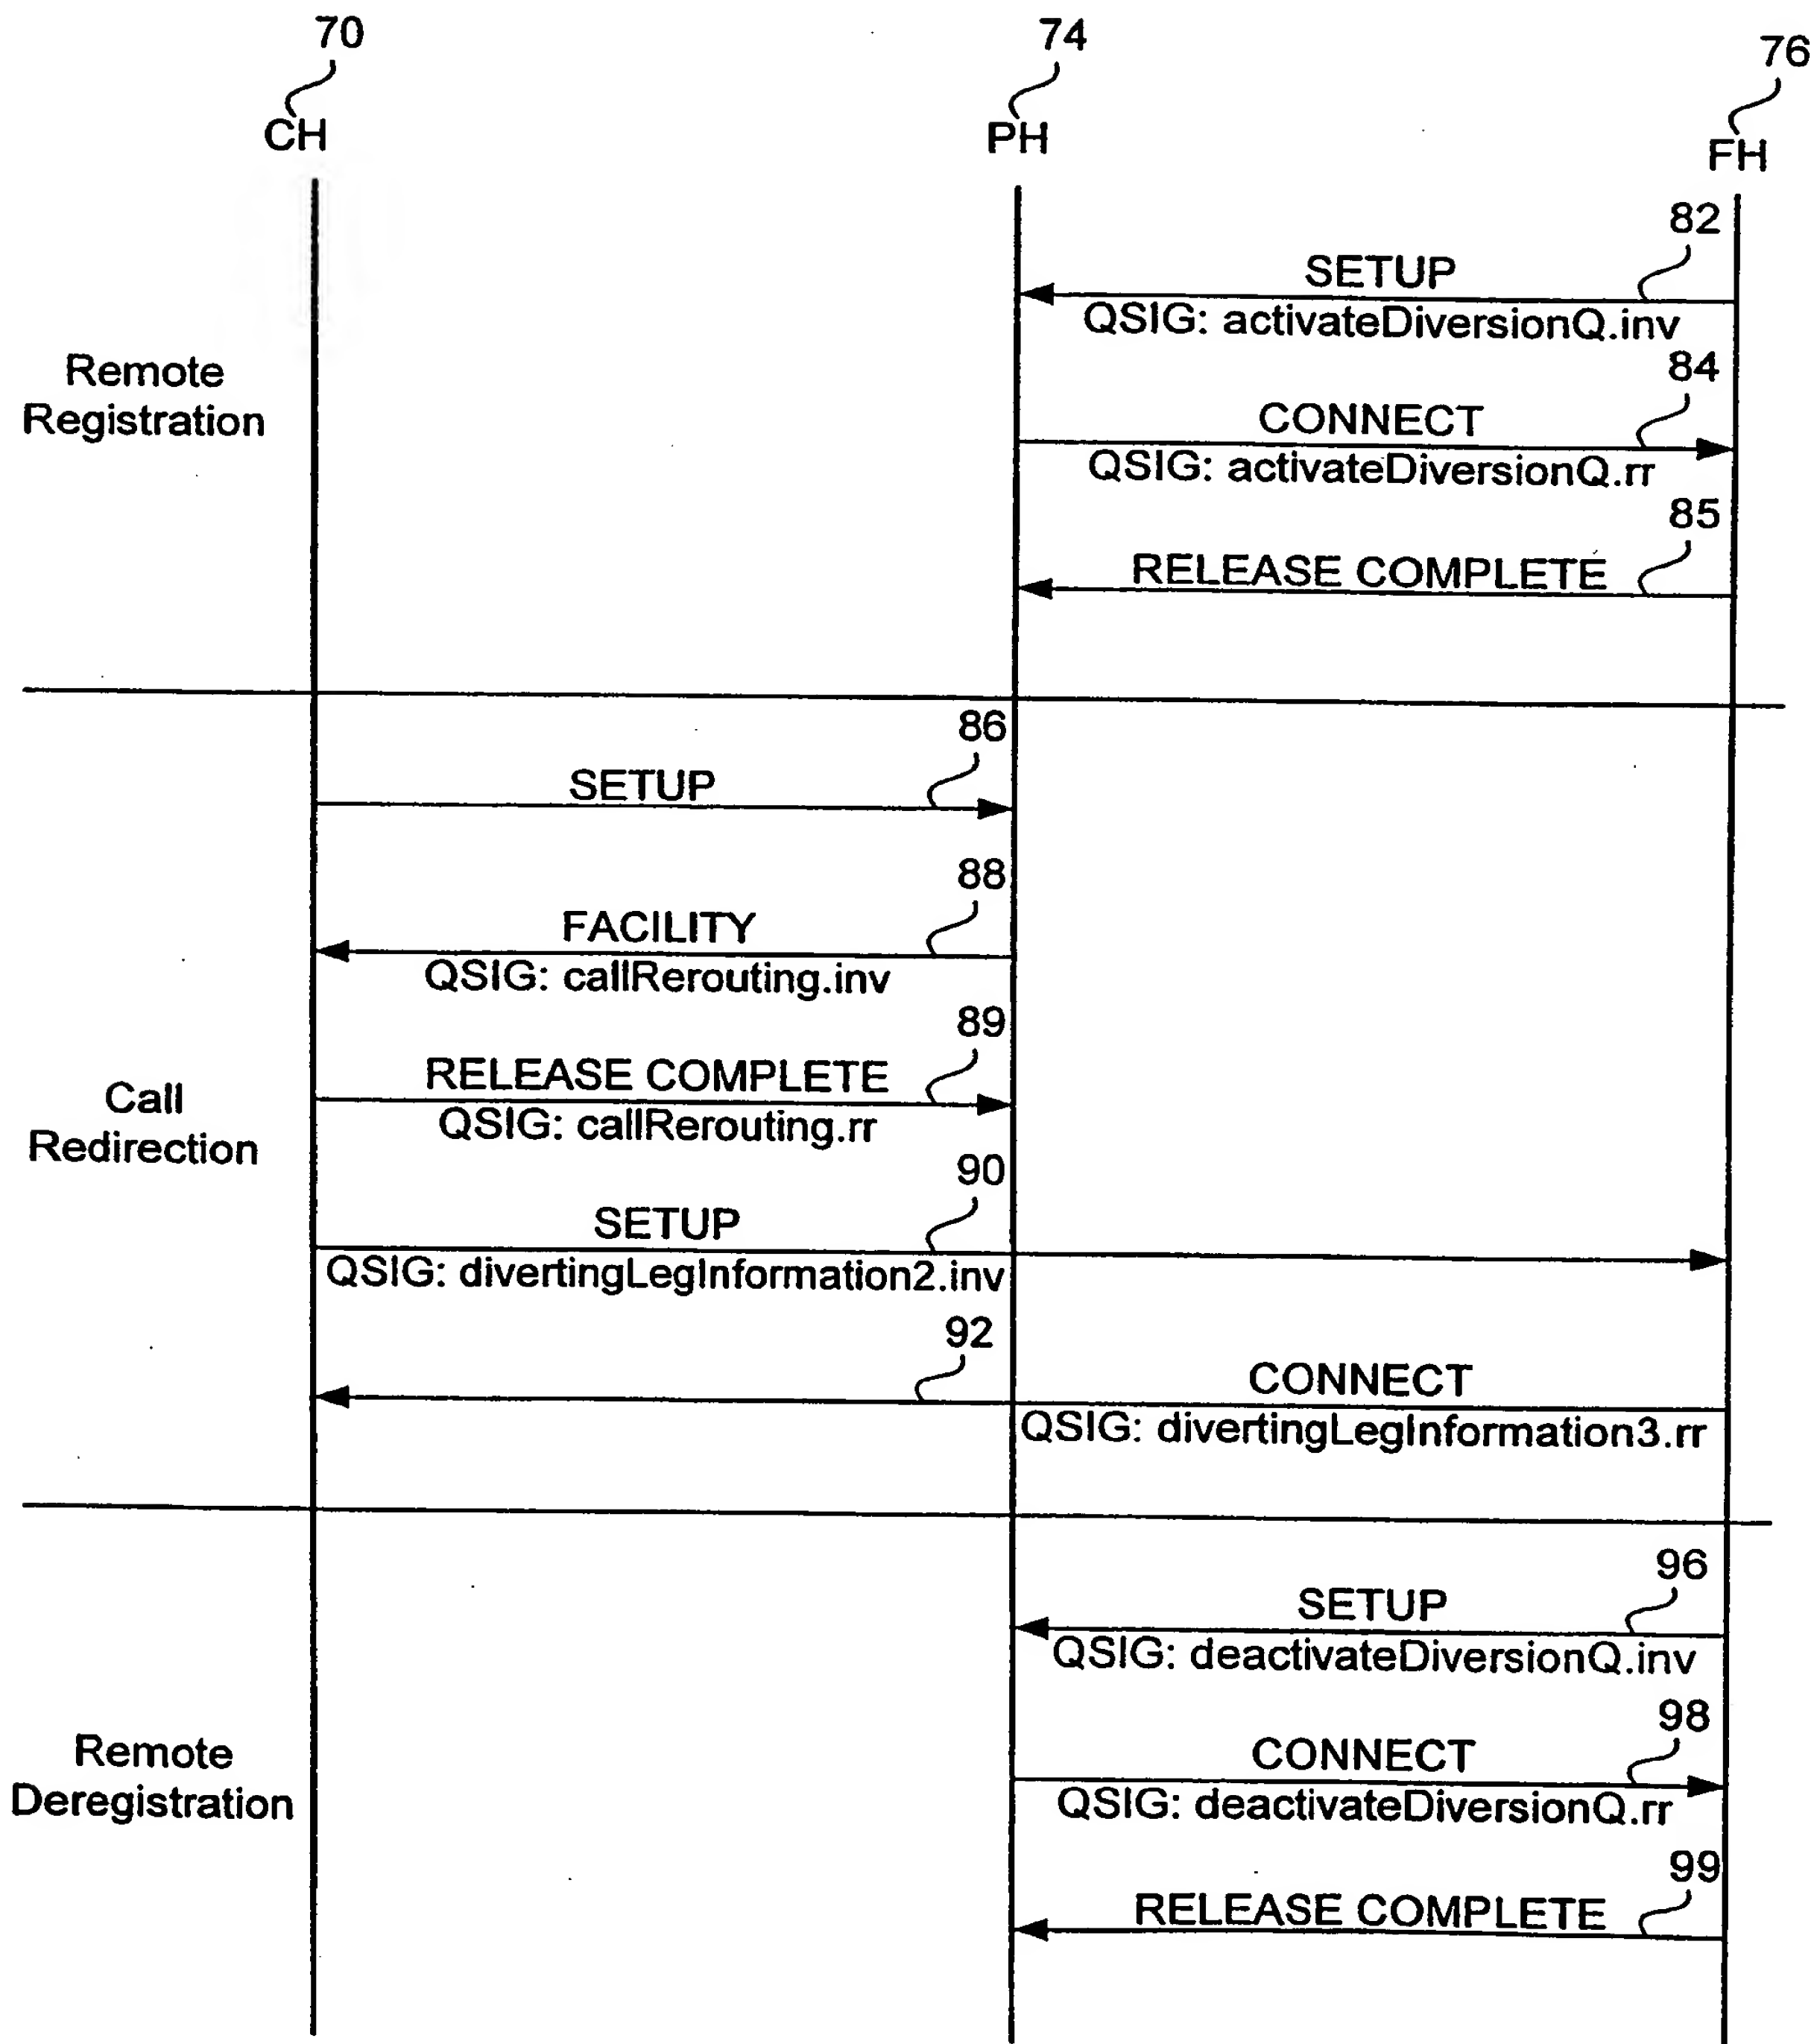 70
74
76
CH
PH
FH
82
SETUP
QSIG: activateDiversionQ.inv
Remote
Registration
84
CONNECT
QSIG: activateDiversionQ.rr
85
RELEASE COMPLETE
86
SETUP
88
FACILITY
QSIG: callRerouting.inv
89
RELEASE COMPLETE
QSIG: callRerouting.rr
Call
Redirection
90
SETUP
QSIG: divertingLegInformation2.inv
92
CONNECT
QSIG: divertingLegInformation3.rr
96
SETUP
QSIG: deactivateDiversionQ.inv
Remote
Deregistration
98
CONNECT
QSIG: deactivateDiversionQ.rr
99
RELEASE COMPLETE